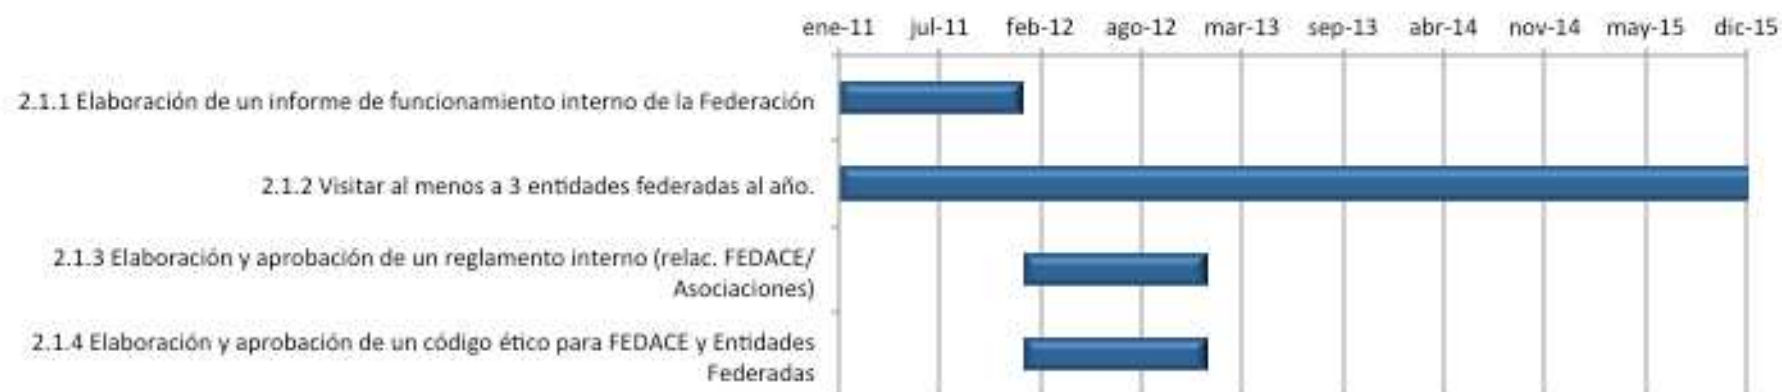 ene-11 jul-11 feb-12 ago-12 mar-13 sep-13 abr-14 nov-14 may-15 dic-15
2.1.1 Elaboración de un informe de funcionamiento interno de la Federación
2.1.2 Visitar al menos a 3 entidades federadas al año.
2.1.3 Elaboración y aprobación de un reglamento interno (relac. FEDACE/
Asociaciones)
2.1.4 Elaboración y aprobación de un código ético para FEDACE y Entidades
Federadas